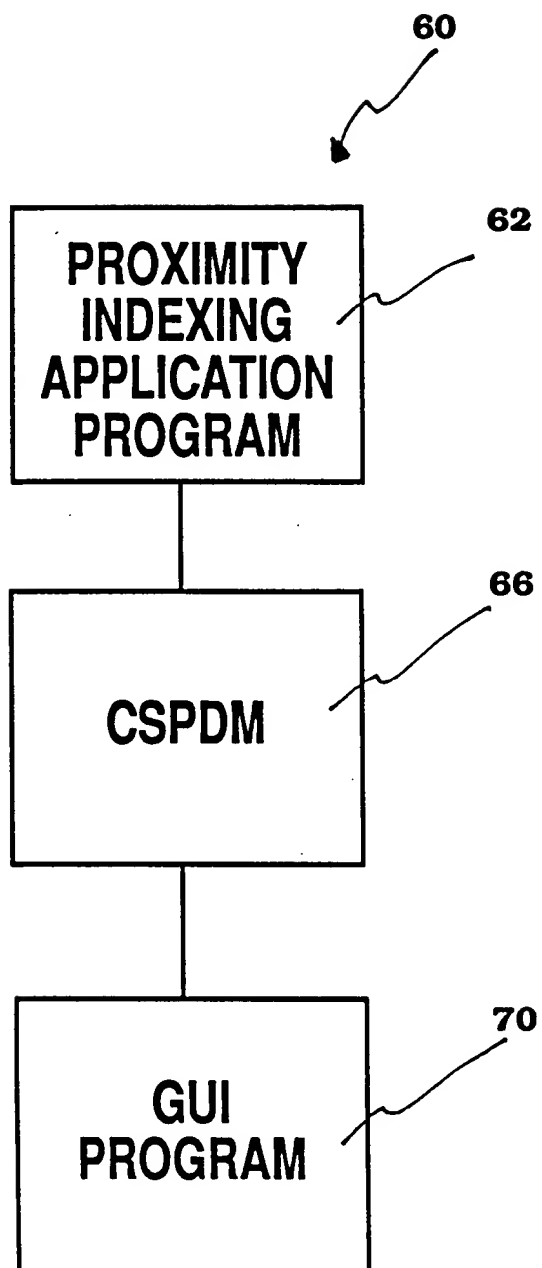 60
62
PROXIMITY
INDEXING
APPLICATION
PROGRAM
66
CSPDM
70
GUI
PROGRAM